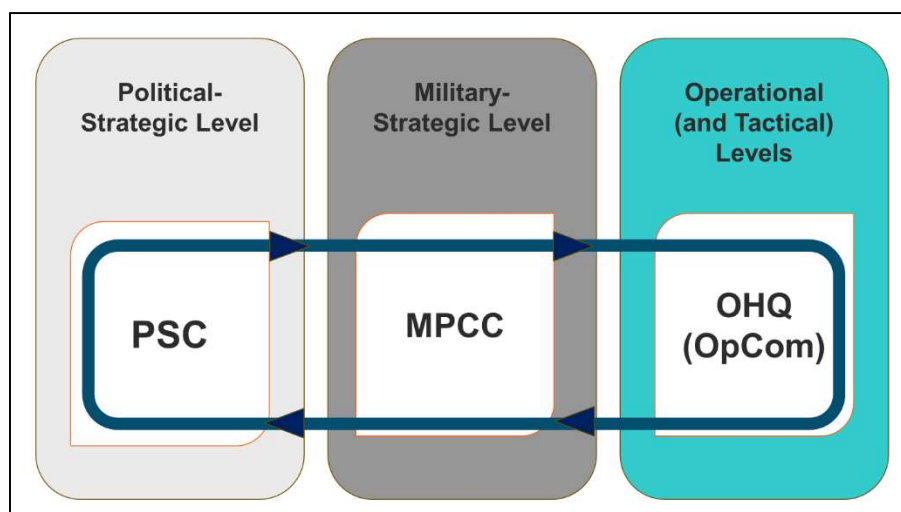 Political-
Strategic Level
Military-
Strategic Level
Operational
(and Tactical)
Levels
PSC
MPCC
OHQ
(OpCom)